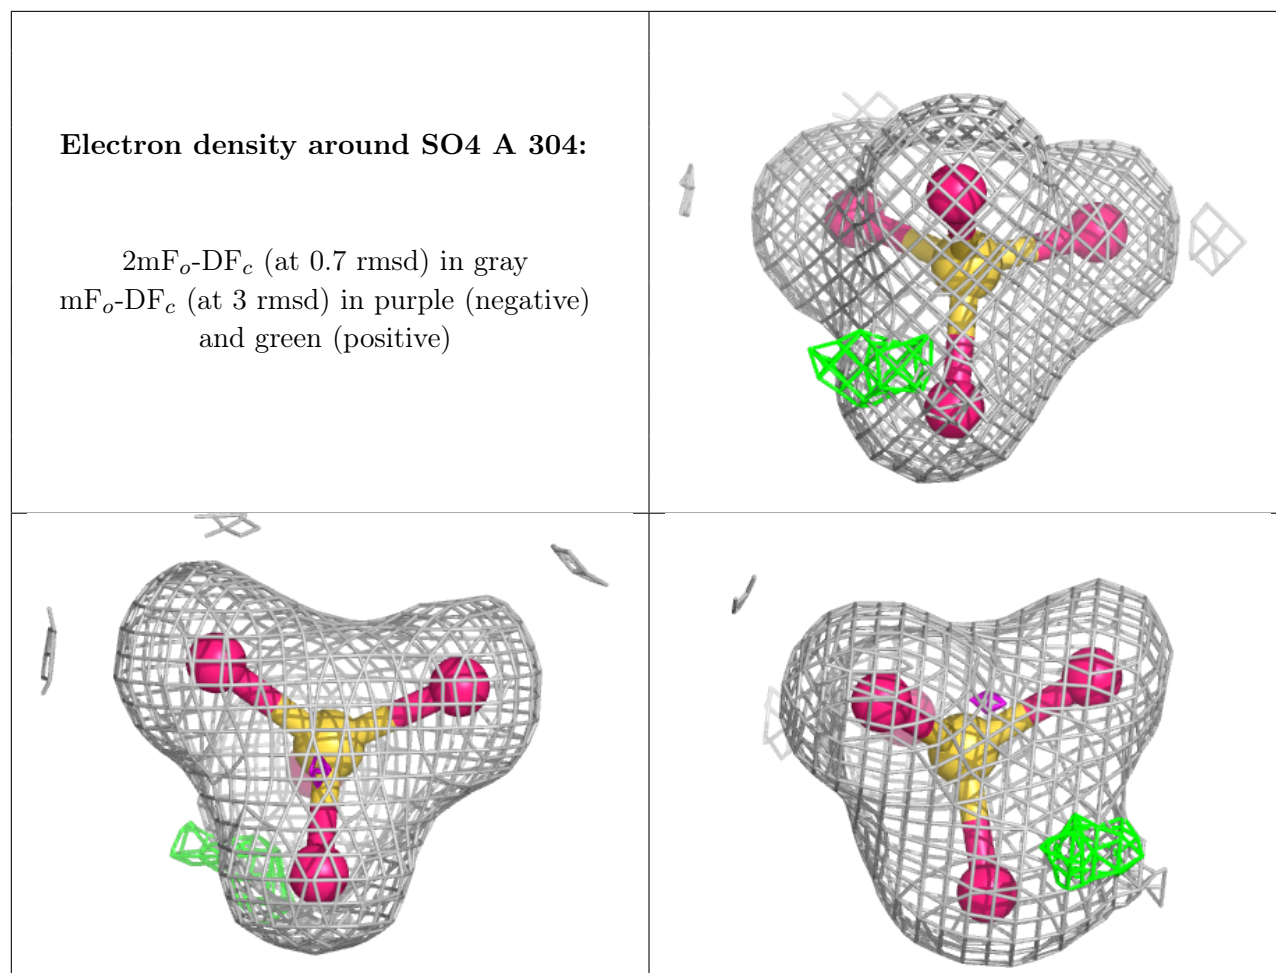 Electron density around SO4 A 304:
2mFo-DFc (at 0.7 rmsd) in gray
mFo-DFc (at 3 rmsd) in purple (negative)
and green (positive)